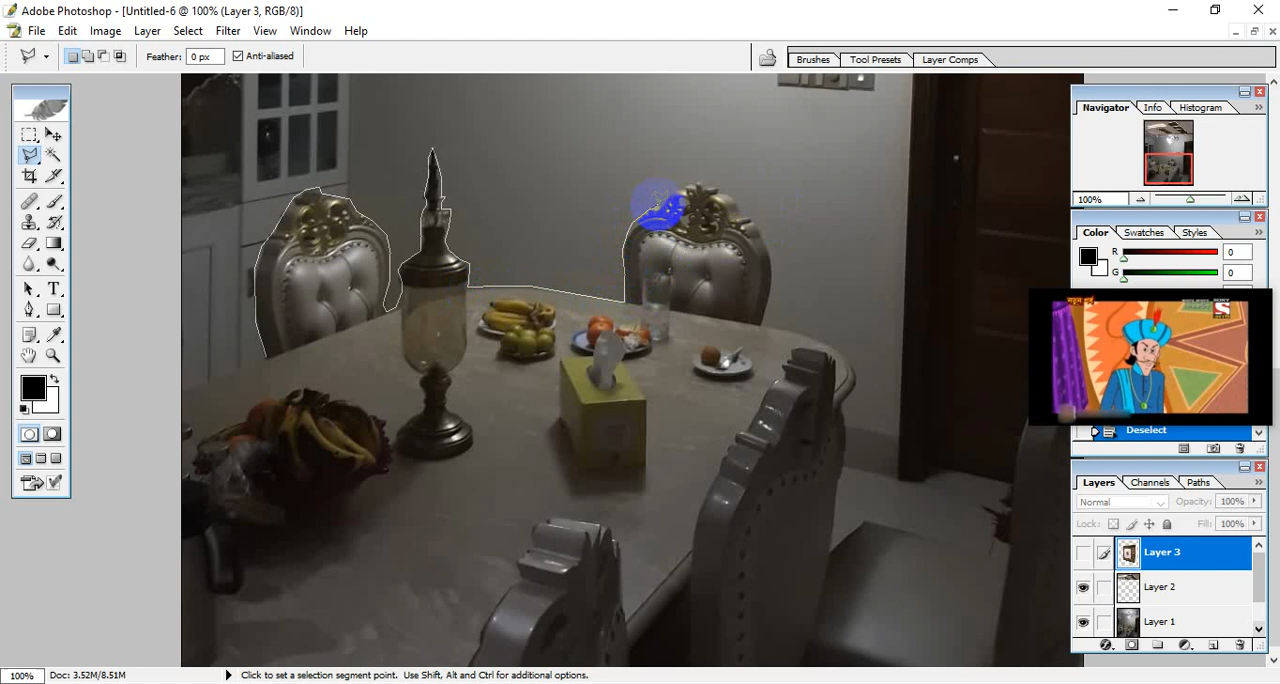 Adobe Photoshop - [Untitled-6 @ 100% (Layer 3, RGB/8)]
File Edit Image Layer Select Filter View Window Help
Feather: 0 px Anti-aliased Brushes Tool Presets Layer Comps
Navigator Info Histogram
100%
Color Swatches Styles
R 0
G 0
Deselect
Layers Channels Paths
Normal Opacity: 100%
Lock: Fill: 100%
Layer 3
Layer 2
Layer 1
100% Doc: 3.52M/8.51M Click to set a selection segment point. Use Shift, Alt and Ctrl for additional options.